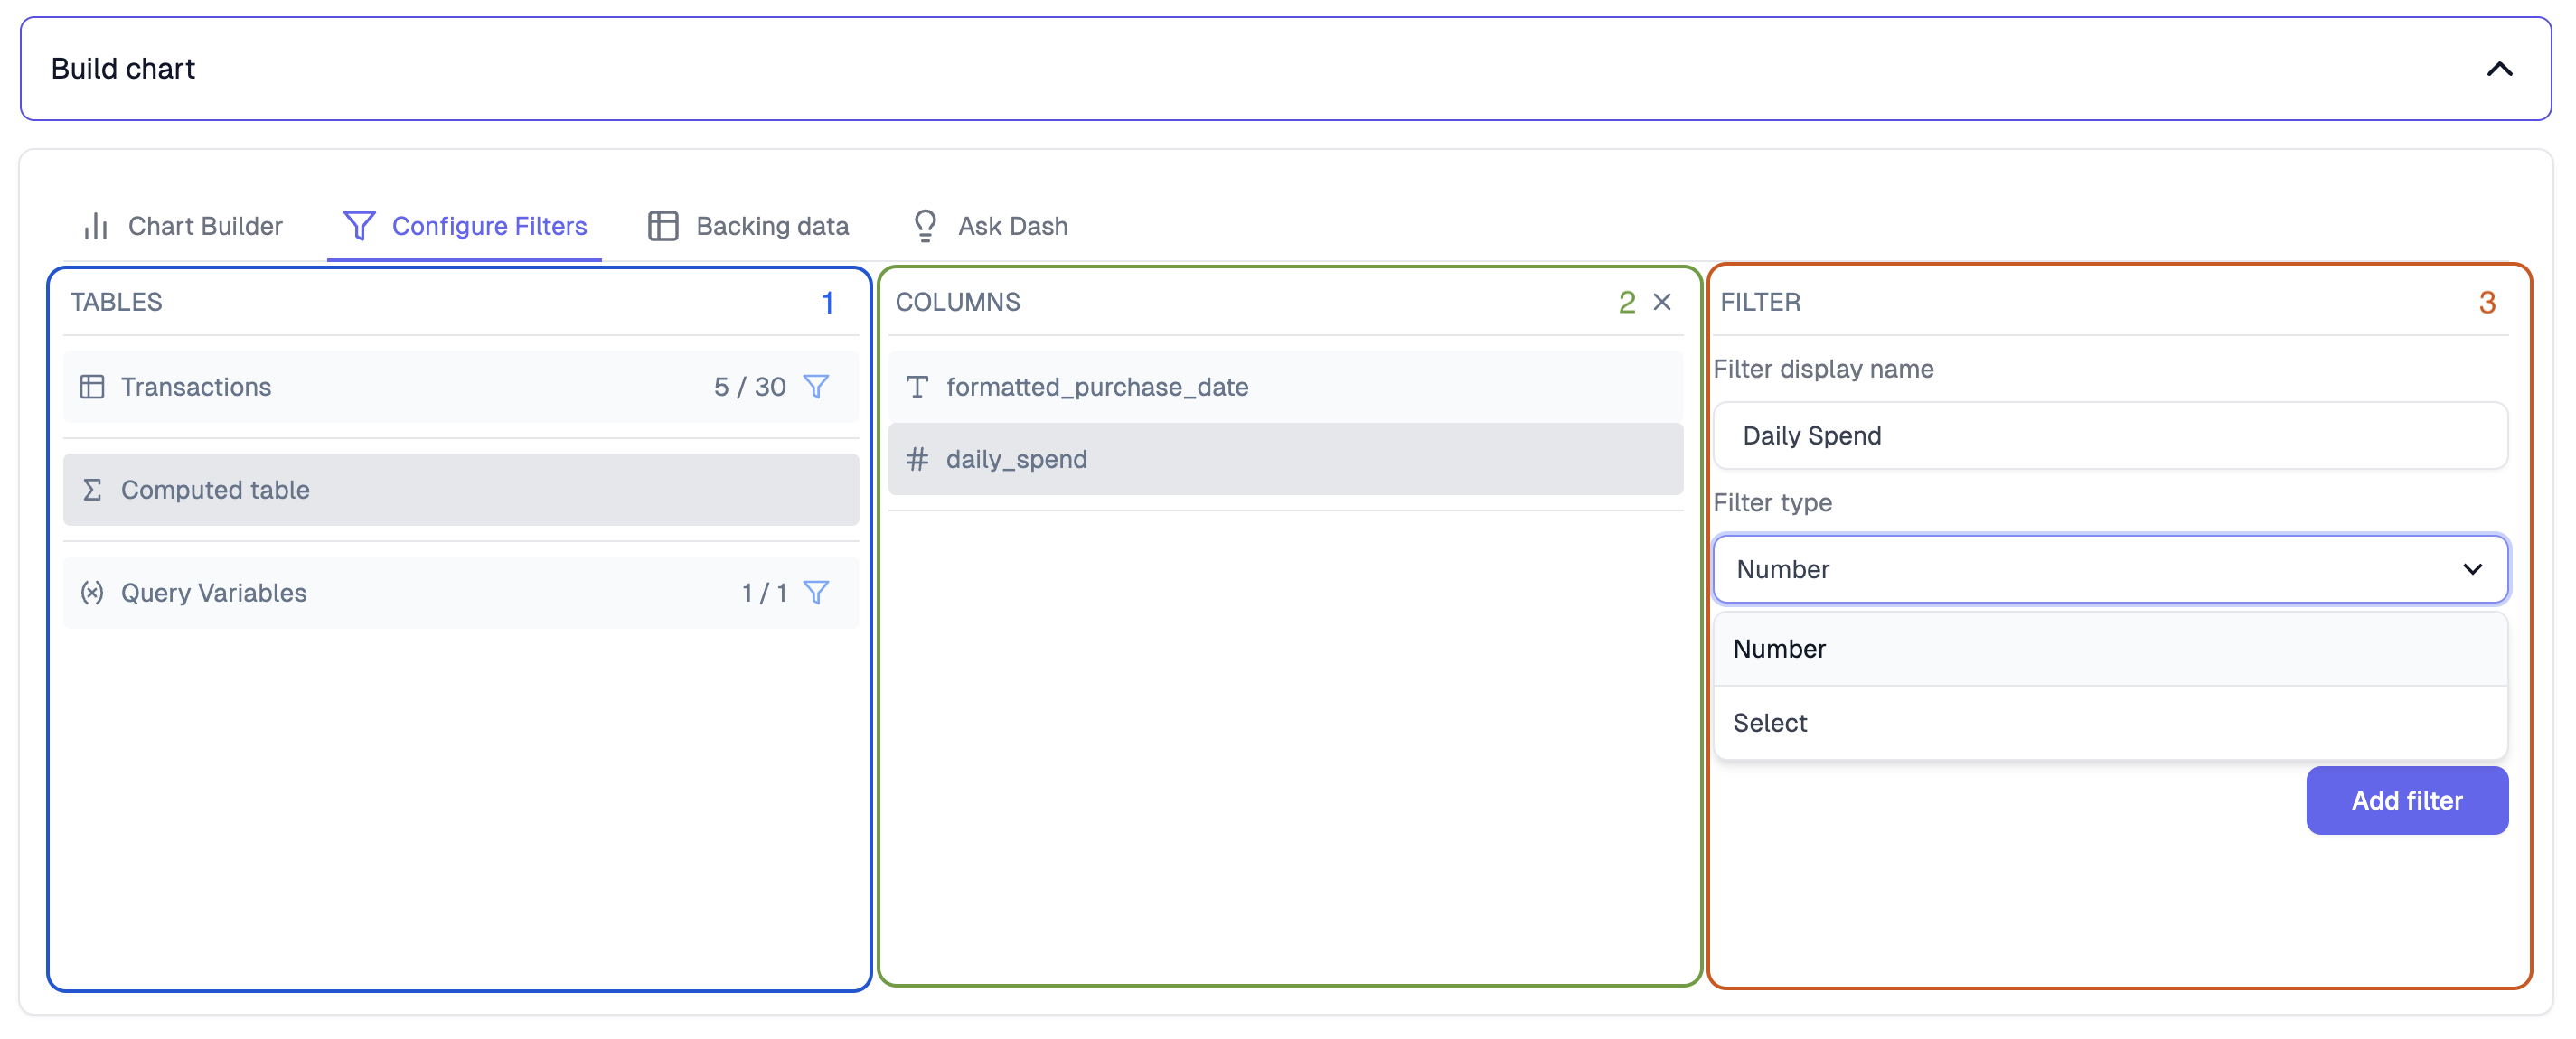 Build chart
Chart Builder
Configure Filters
Backing data
Ask Dash
TABLES 1
Transactions 5 / 30
Computed table
Query Variables 1 / 1
COLUMNS 2
formatted_purchase_date
daily_spend
FILTER 3
Filter display name
Daily Spend
Filter type
Number
Number
Select
Add filter